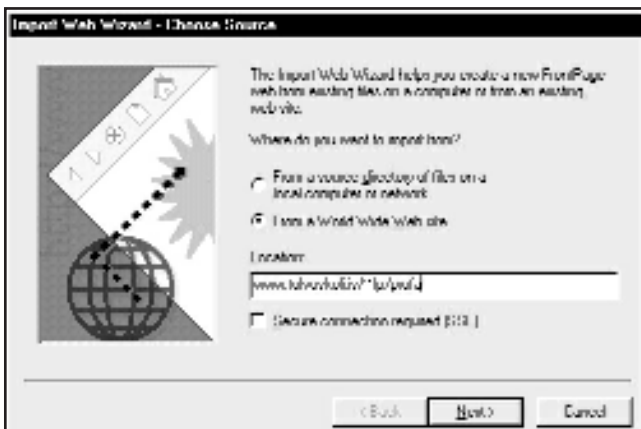 Import Web Wizard - Choose Source
The Import Web Wizard helps you create a new FrontPage
web from existing files on a computer or from an existing
web site.
Where do you want to import from?
From a source directory of files on a
local computer or network
From a World Wide Web site
Location:
Secure connection required (SSL)
< Back
Next >
Cancel